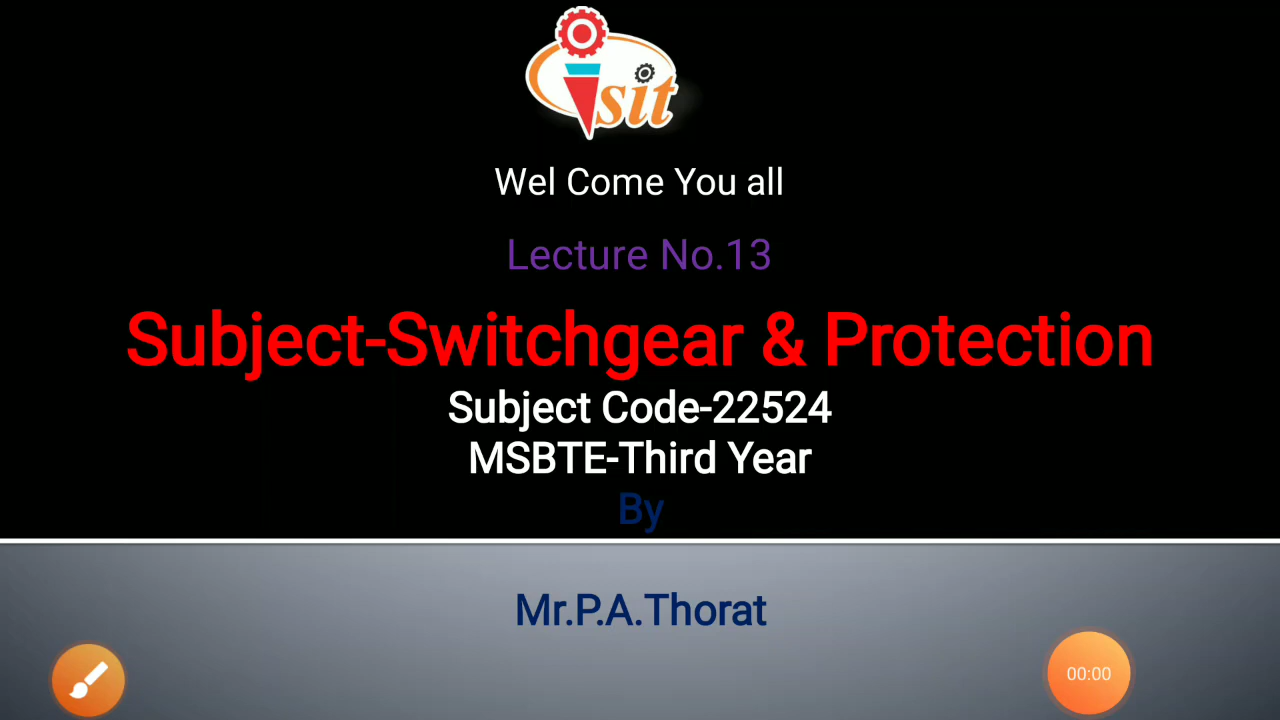 isit
Wel Come You all
Lecture No.13
Subject-Switchgear & Protection
Subject Code-22524
MSBTE-Third Year
By
Mr.P.A.Thorat
00:00